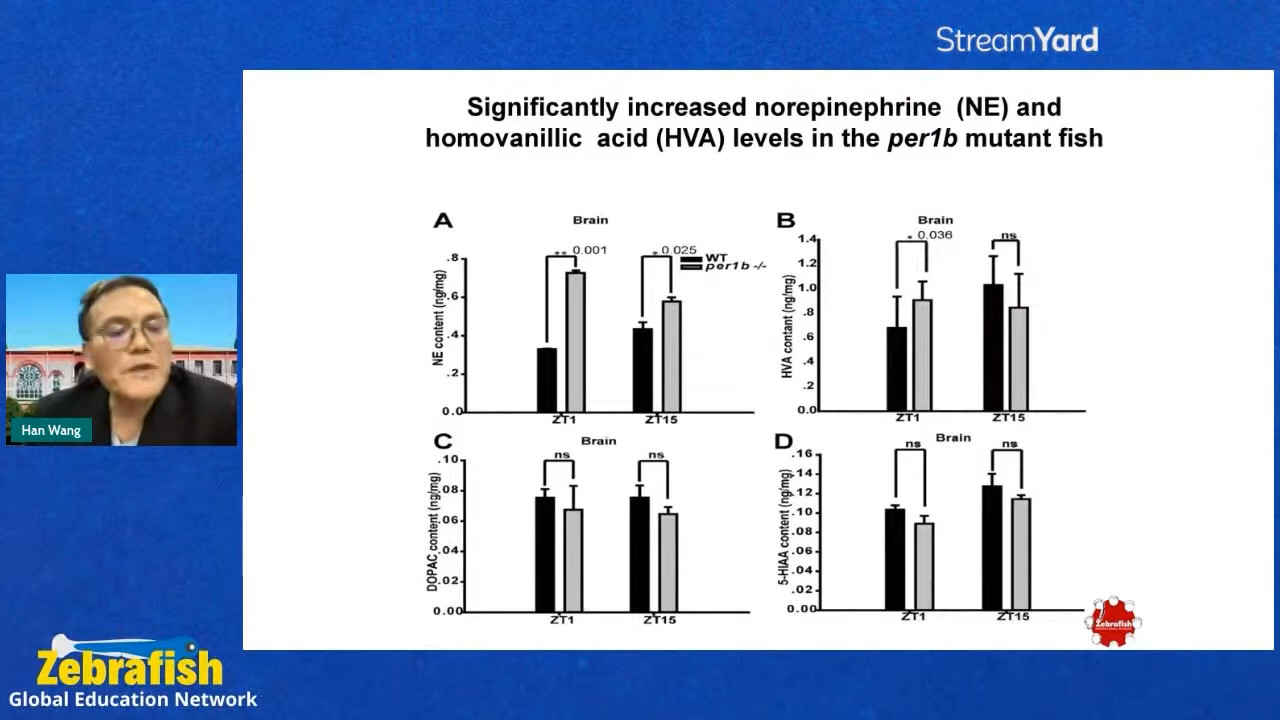 StreamYard
Significantly increased norepinephrine (NE) and
homovanillic acid (HVA) levels in the per1b mutant fish
A
Brain
NE content (ng/mg)
.8
.6
.4
.2
0.0
** 0.001
* 0.025
WT
per1b -/-
ZT1
ZT15
B
Brain
HVA contant (ng/mg)
1.4
1.2
1.0
.8
.6
.4
.2
0.0
* 0.036
ns
ZT1
ZT15
C
Brain
DOPAC content (ng/mg)
.10
.08
.06
.04
.02
0.00
ns
ns
ZT1
ZT15
D
Brain
5-HIAA content (ng/mg)
.16
.14
.12
.10
.08
.06
.04
.02
0.00
ns
ns
ZT1
ZT15
Han Wang
Zebrafish
Zebrafish
Global Education Network